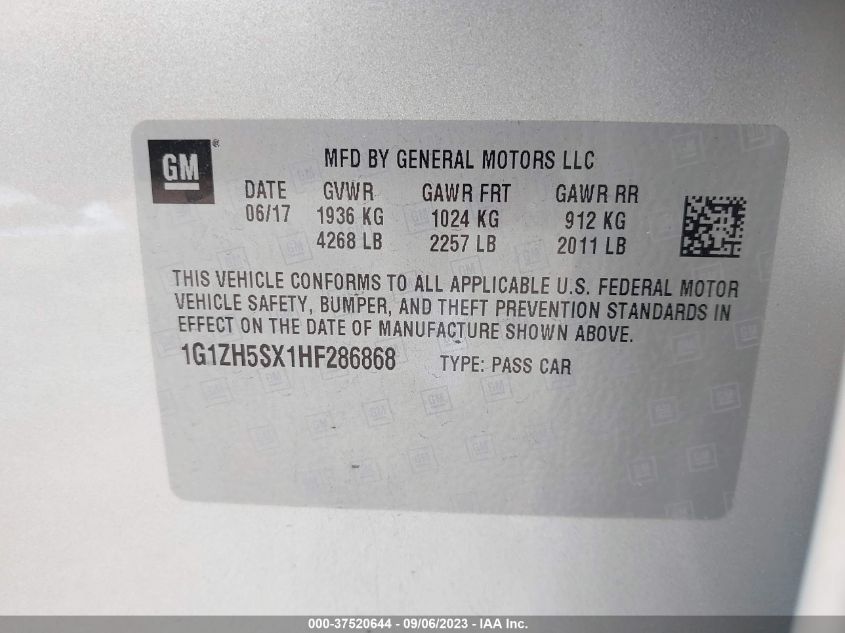 GM®
MFD BY GENERAL MOTORS LLC
DATE GVWR GAWR FRT GAWR RR
06/17 1936 KG 1024 KG 912 KG
4268 LB 2257 LB 2011 LB
THIS VEHICLE CONFORMS TO ALL APPLICABLE U.S. FEDERAL MOTOR
VEHICLE SAFETY, BUMPER, AND THEFT PREVENTION STANDARDS IN
EFFECT ON THE DATE OF MANUFACTURE SHOWN ABOVE.
1G1ZH5SX1HF286868 TYPE: PASS CAR
000-37520644 - 09/06/2023 - IAA Inc.